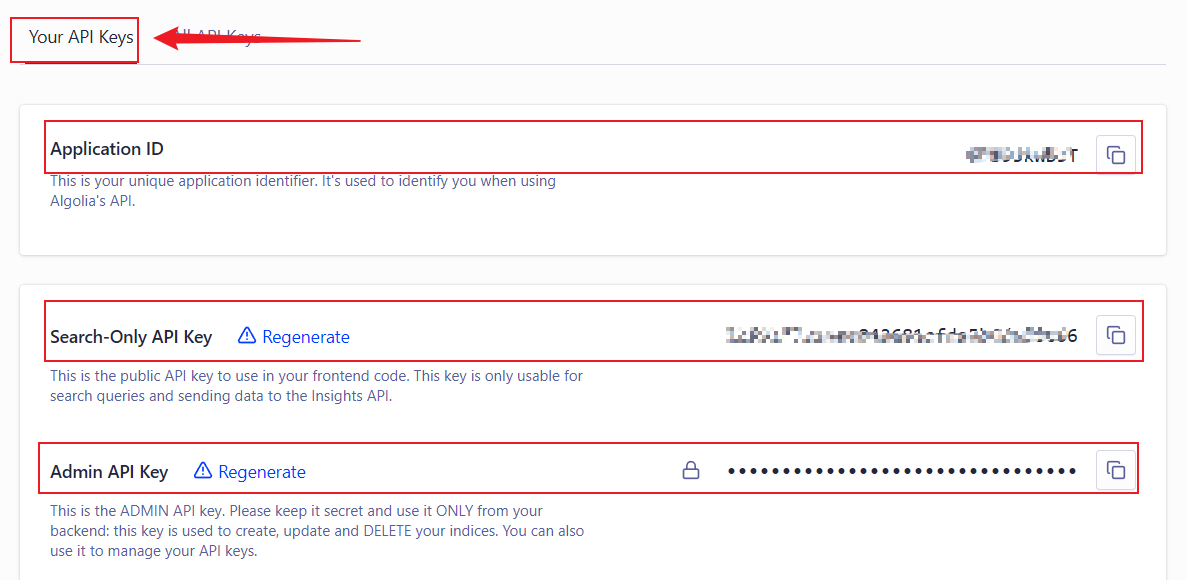 Your API Keys
API Keys
Application ID
This is your unique application identifier. It's used to identify you when using
Algolia's API.
Search-Only API Key
Regenerate
This is the public API key to use in your frontend code. This key is only usable for
search queries and sending data to the Insights API.
Admin API Key
Regenerate
••••••••••••••••••••••••••••••••
This is the ADMIN API key. Please keep it secret and use it ONLY from your
backend: this key is used to create, update and DELETE your indices. You can also
use it to manage your API keys.